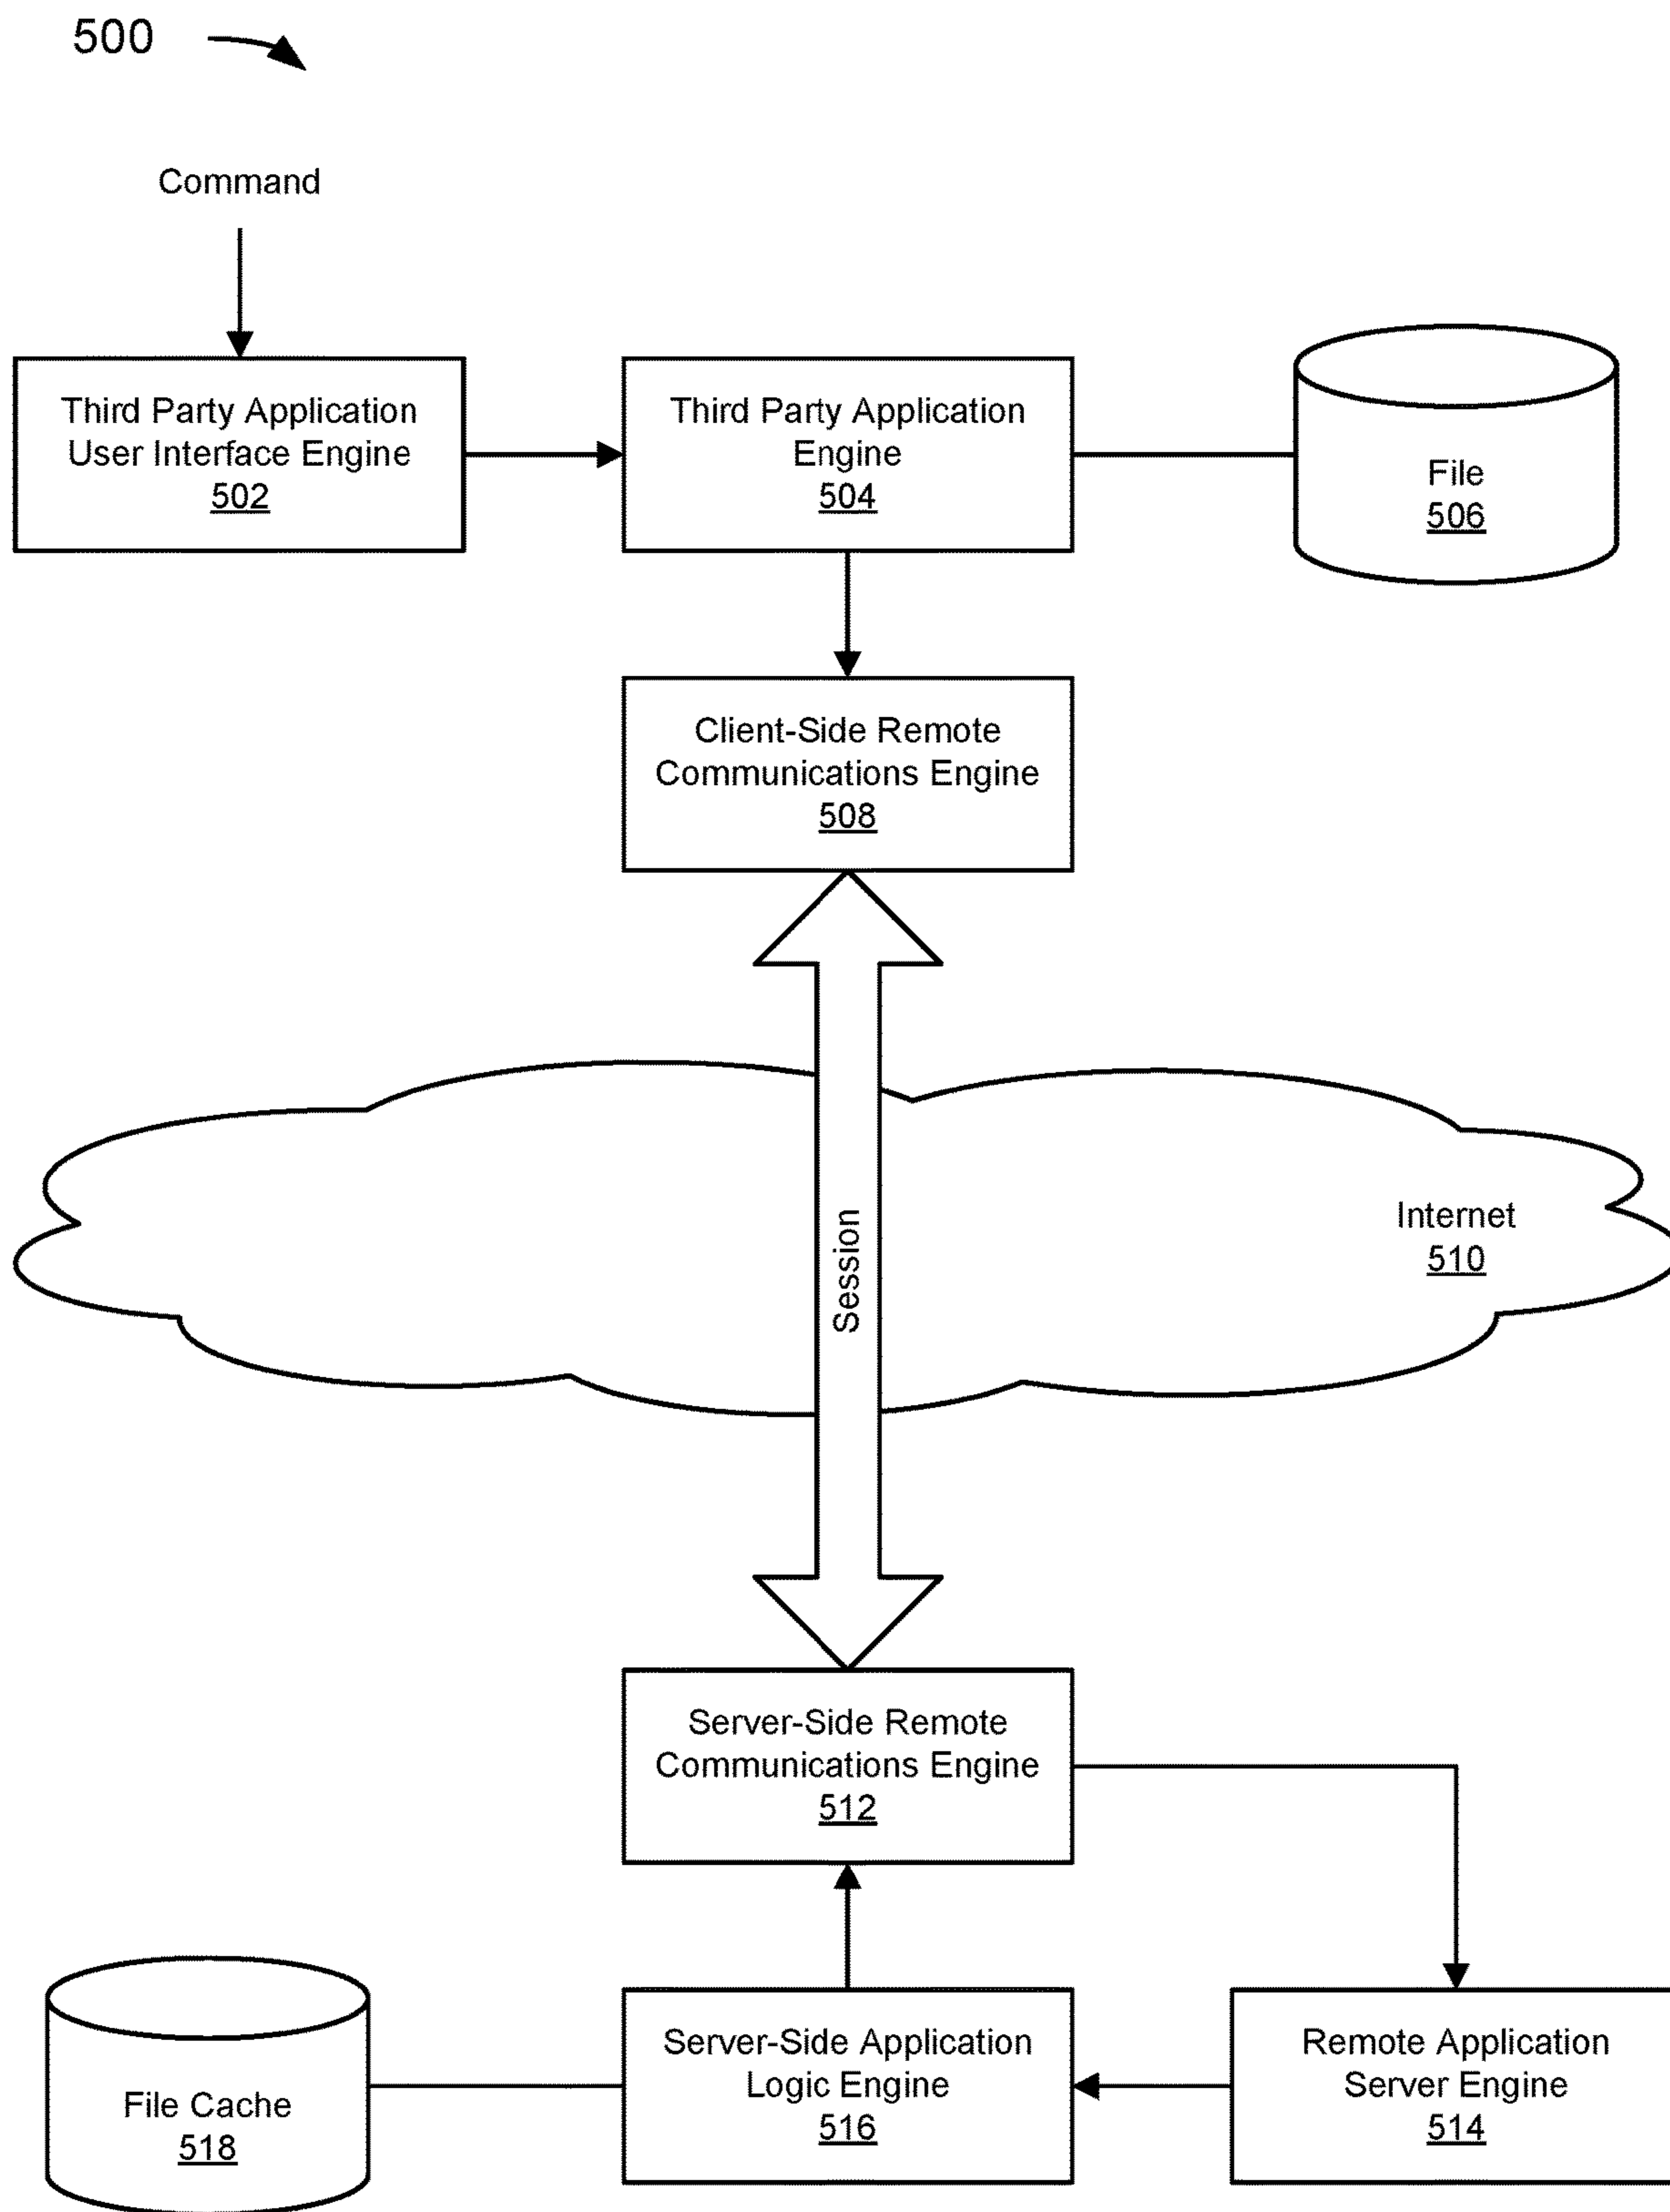 500
Command
Third Party Application
User Interface Engine
502
Third Party Application
Engine
504
File
506
Client-Side Remote
Communications Engine
508
Internet
510
Session
Server-Side Remote
Communications Engine
512
File Cache
518
Server-Side Application
Logic Engine
516
Remote Application
Server Engine
514